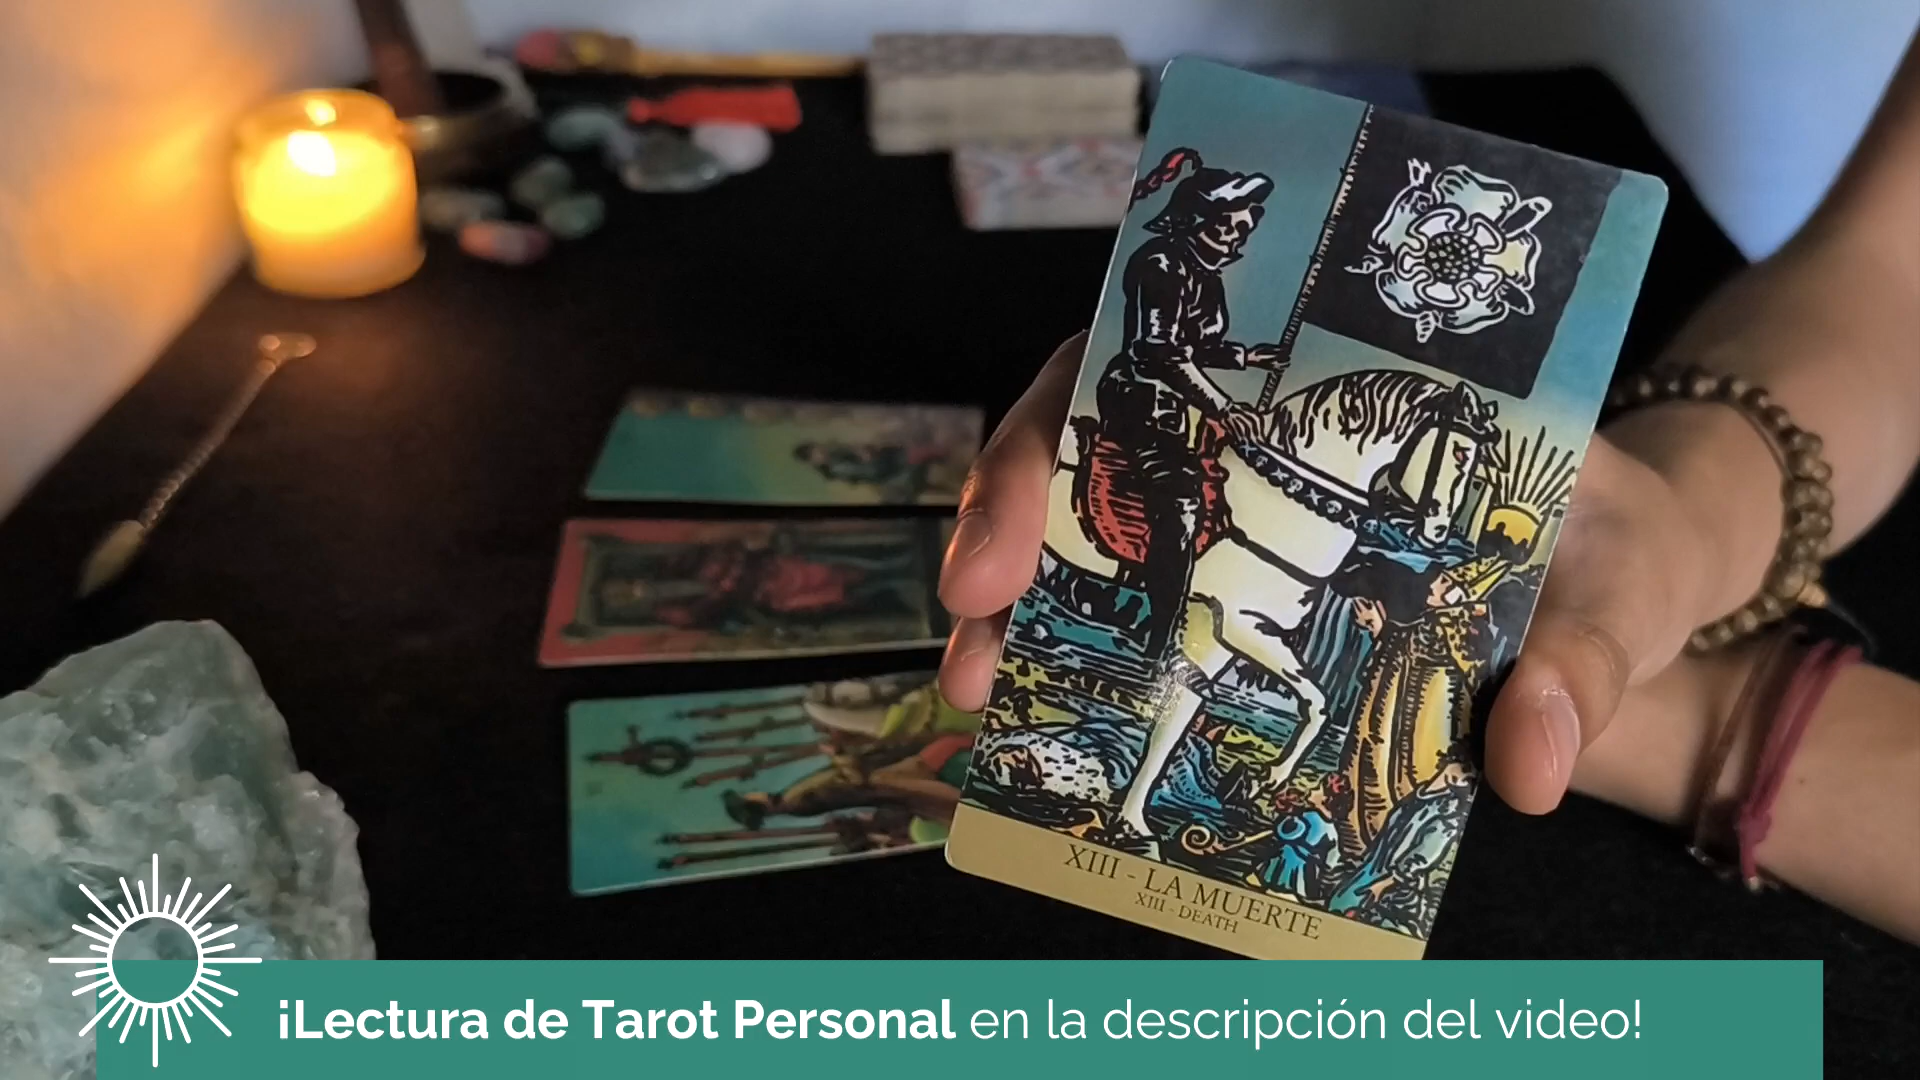 XIII - LA MUERTE
XIII - DEATH
¡Lectura de Tarot Personal en la descripción del video!